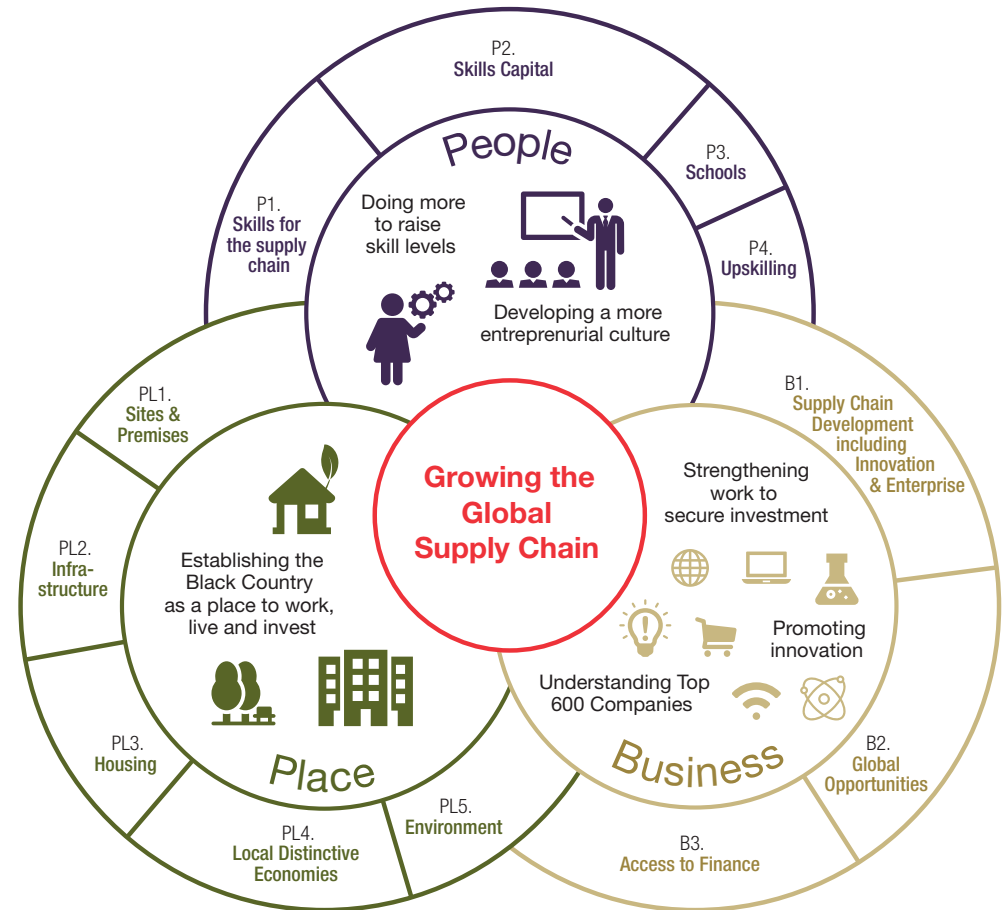 P2.
Skills Capital
People
P3.
Schools
P1.
Skills for
the supply
chain
Doing more
to raise
skill levels
P4.
Upskilling
Developing a more
entreprenurial culture
PL1.
Sites &
Premises
B1.
Supply Chain
Development
including
Innovation
& Enterprise
Growing the
Global
Supply Chain
Strengthening
work to
secure investment
PL2.
Infra-
structure
Establishing the
Black Country
as a place to work,
live and invest
Promoting
innovation
Understanding Top
600 Companies
PL3.
Housing
Place
Business
B2.
Global
Opportunities
PL5.
Environment
PL4.
Local Distinctive
Economies
B3.
Access to Finance